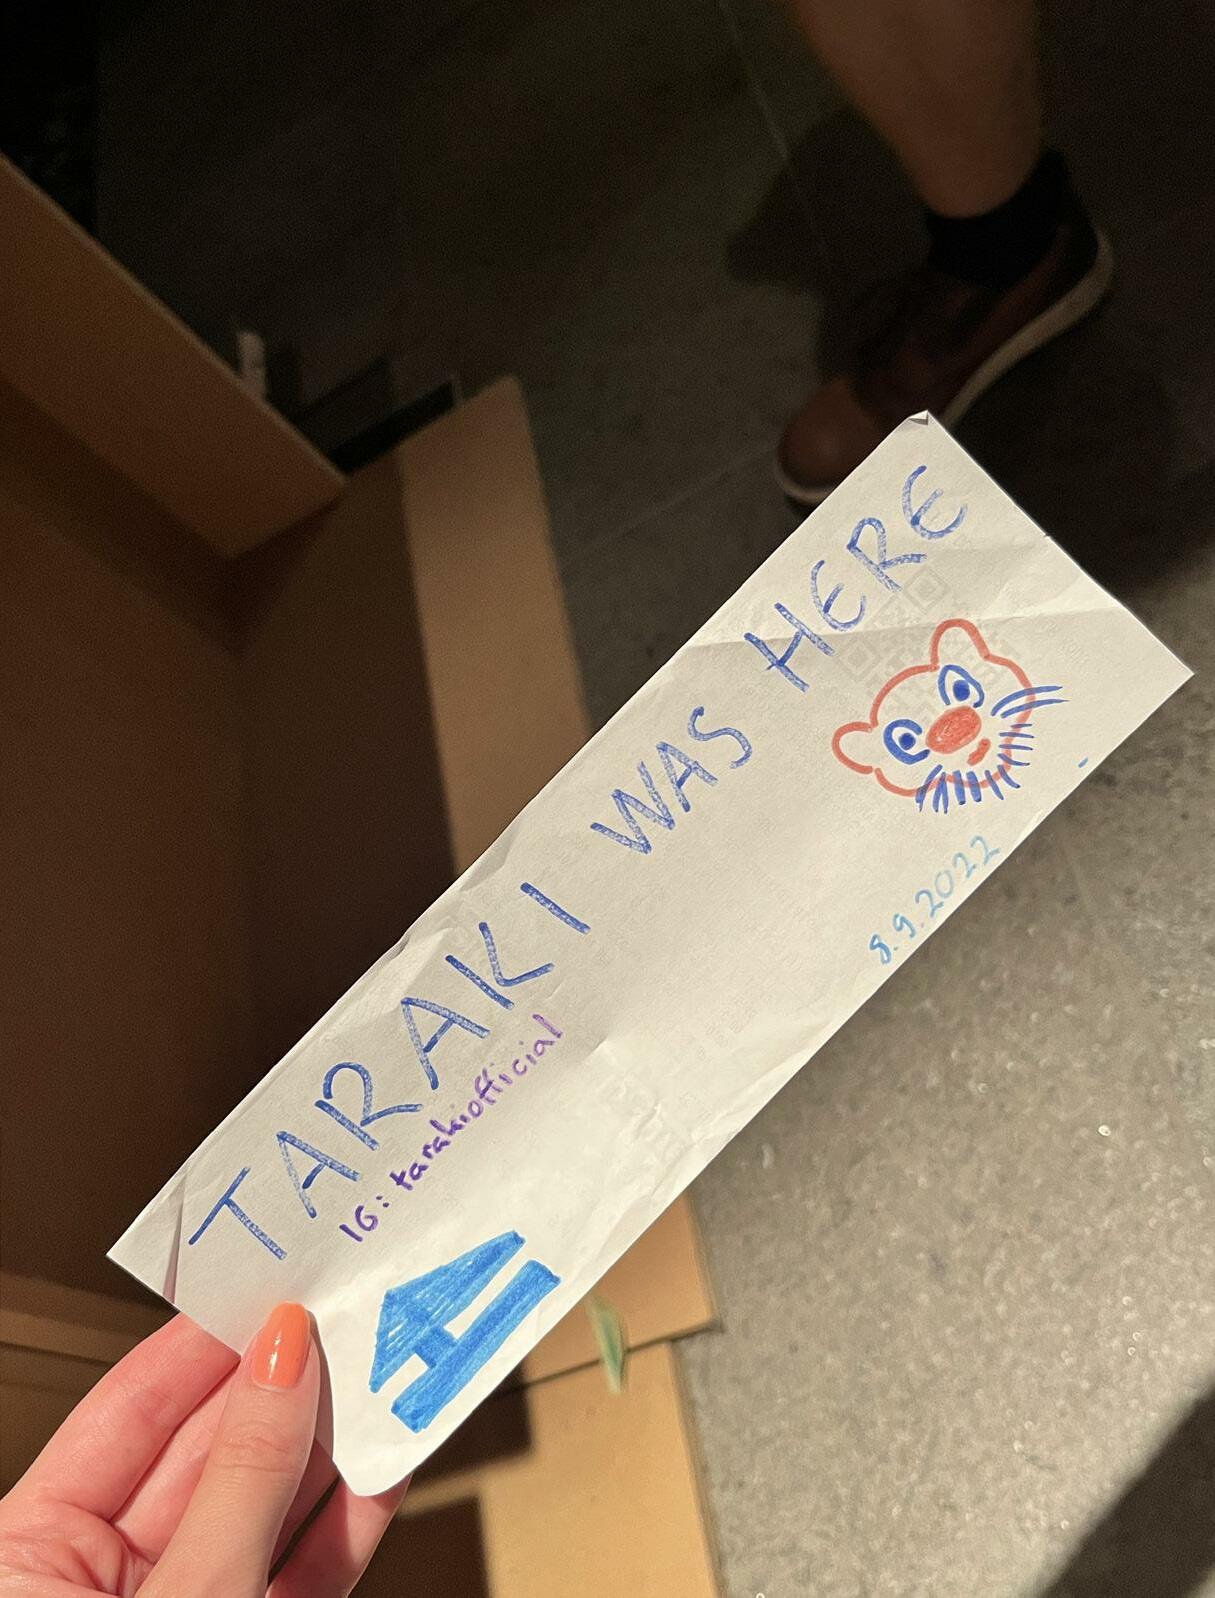 TARAKI WAS HERE
IG: tarakiofficial
8.9.2022